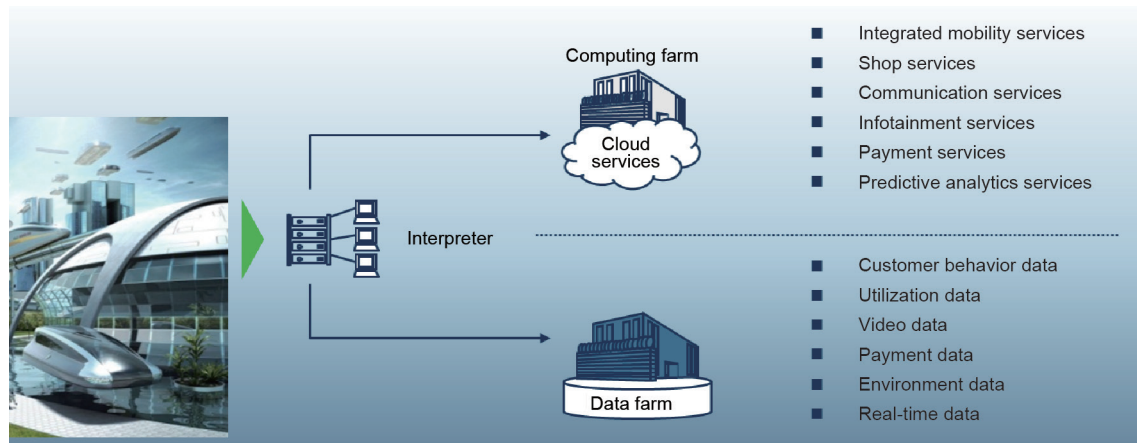 Computing farm
Cloud
services
Integrated mobility services
Shop services
Communication services
Infotainment services
Payment services
Predictive analytics services
Interpreter
Data farm
Customer behavior data
Utilization data
Video data
Payment data
Environment data
Real-time data